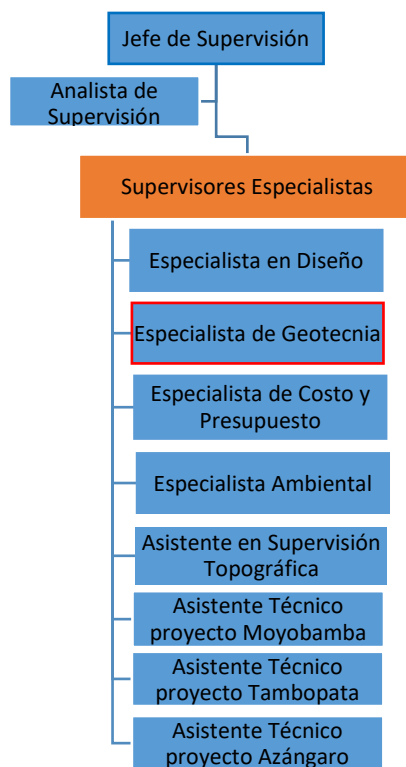 Jefe de Supervisión
Analista de
Supervisión
Supervisores Especialistas
Especialista en Diseño
Especialista de Geotecnia
Especialista de Costo y
Presupuesto
Especialista Ambiental
Asistente en Supervisión
Topográfica
Asistente Técnico
proyecto Moyobamba
Asistente Técnico
proyecto Tambopata
Asistente Técnico
proyecto Azángaro